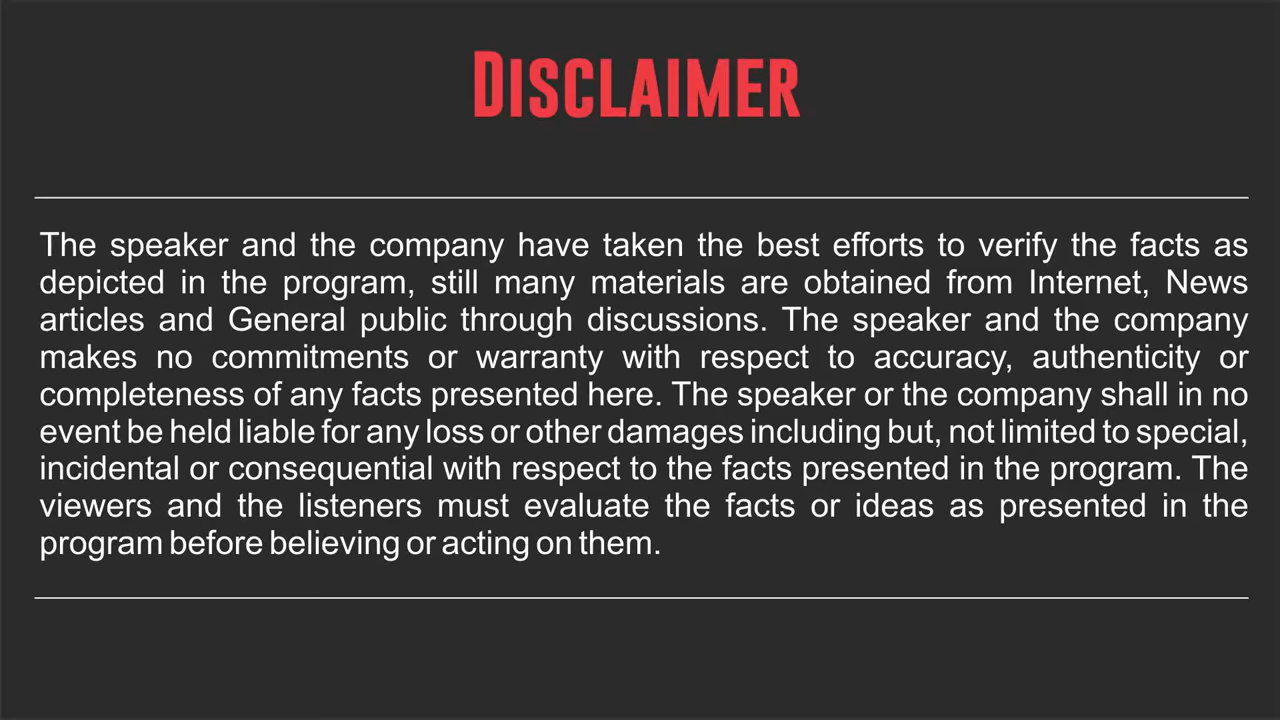 DISCLAIMER
The speaker and the company have taken the best efforts to verify the facts as
depicted in the program, still many materials are obtained from Internet, News
articles and General public through discussions. The speaker and the company
makes no commitments or warranty with respect to accuracy, authenticity or
completeness of any facts presented here. The speaker or the company shall in no
event be held liable for any loss or other damages including but, not limited to special,
incidental or consequential with respect to the facts presented in the program. The
viewers and the listeners must evaluate the facts or ideas as presented in the
program before believing or acting on them.